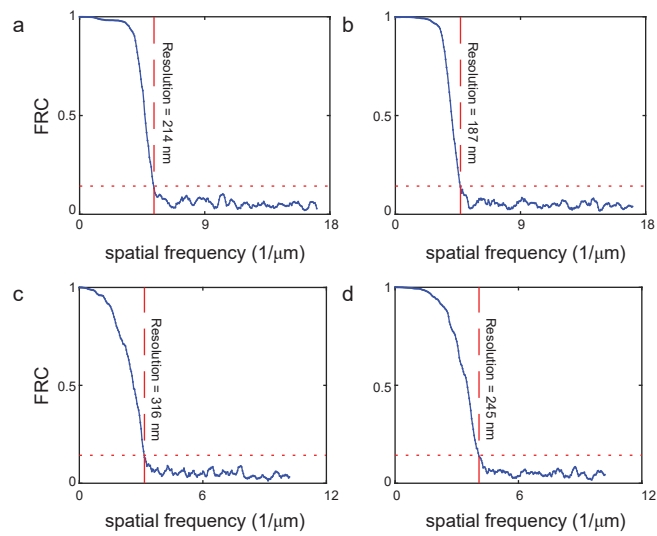 a
1
0.5
0
FRC
Resolution = 214 nm
0
9
18
spatial frequency (1/μm)
b
1
0.5
0
Resolution = 187 nm
0
9
18
spatial frequency (1/μm)
c
1
0.5
0
FRC
Resolution = 316 nm
0
6
12
spatial frequency (1/μm)
d
1
0.5
0
Resolution = 245 nm
0
6
12
spatial frequency (1/μm)